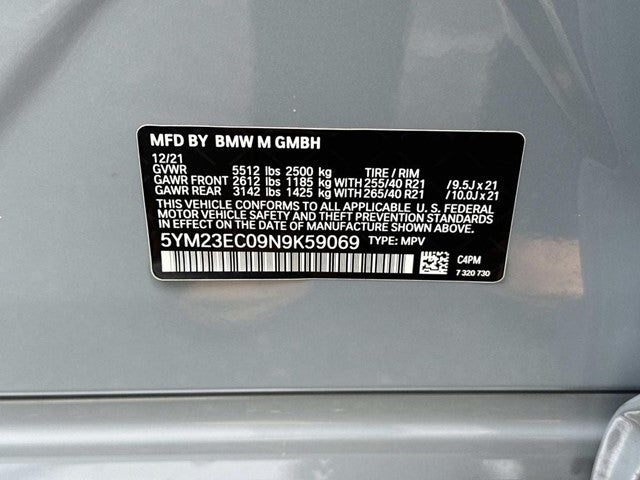 MFD BY BMW M GMBH
12/21
GVWR 5512 lbs 2500 kg TIRE / RIM
GAWR FRONT 2612 lbs 1185 kg WITH 255/40 R21 /9.5J x 21
GAWR REAR 3142 lbs 1425 kg WITH 265/40 R21 /10.0J x 21
THIS VEHICLE CONFORMS TO ALL APPLICABLE U. S. FEDERAL
MOTOR VEHICLE SAFETY AND THEFT PREVENTION STANDARDS
IN EFFECT ON THE DATE OF MANUFACTURE SHOWN ABOVE.
5YM23EC09N9K59069 TYPE: MPV
C4PM
7 320 730